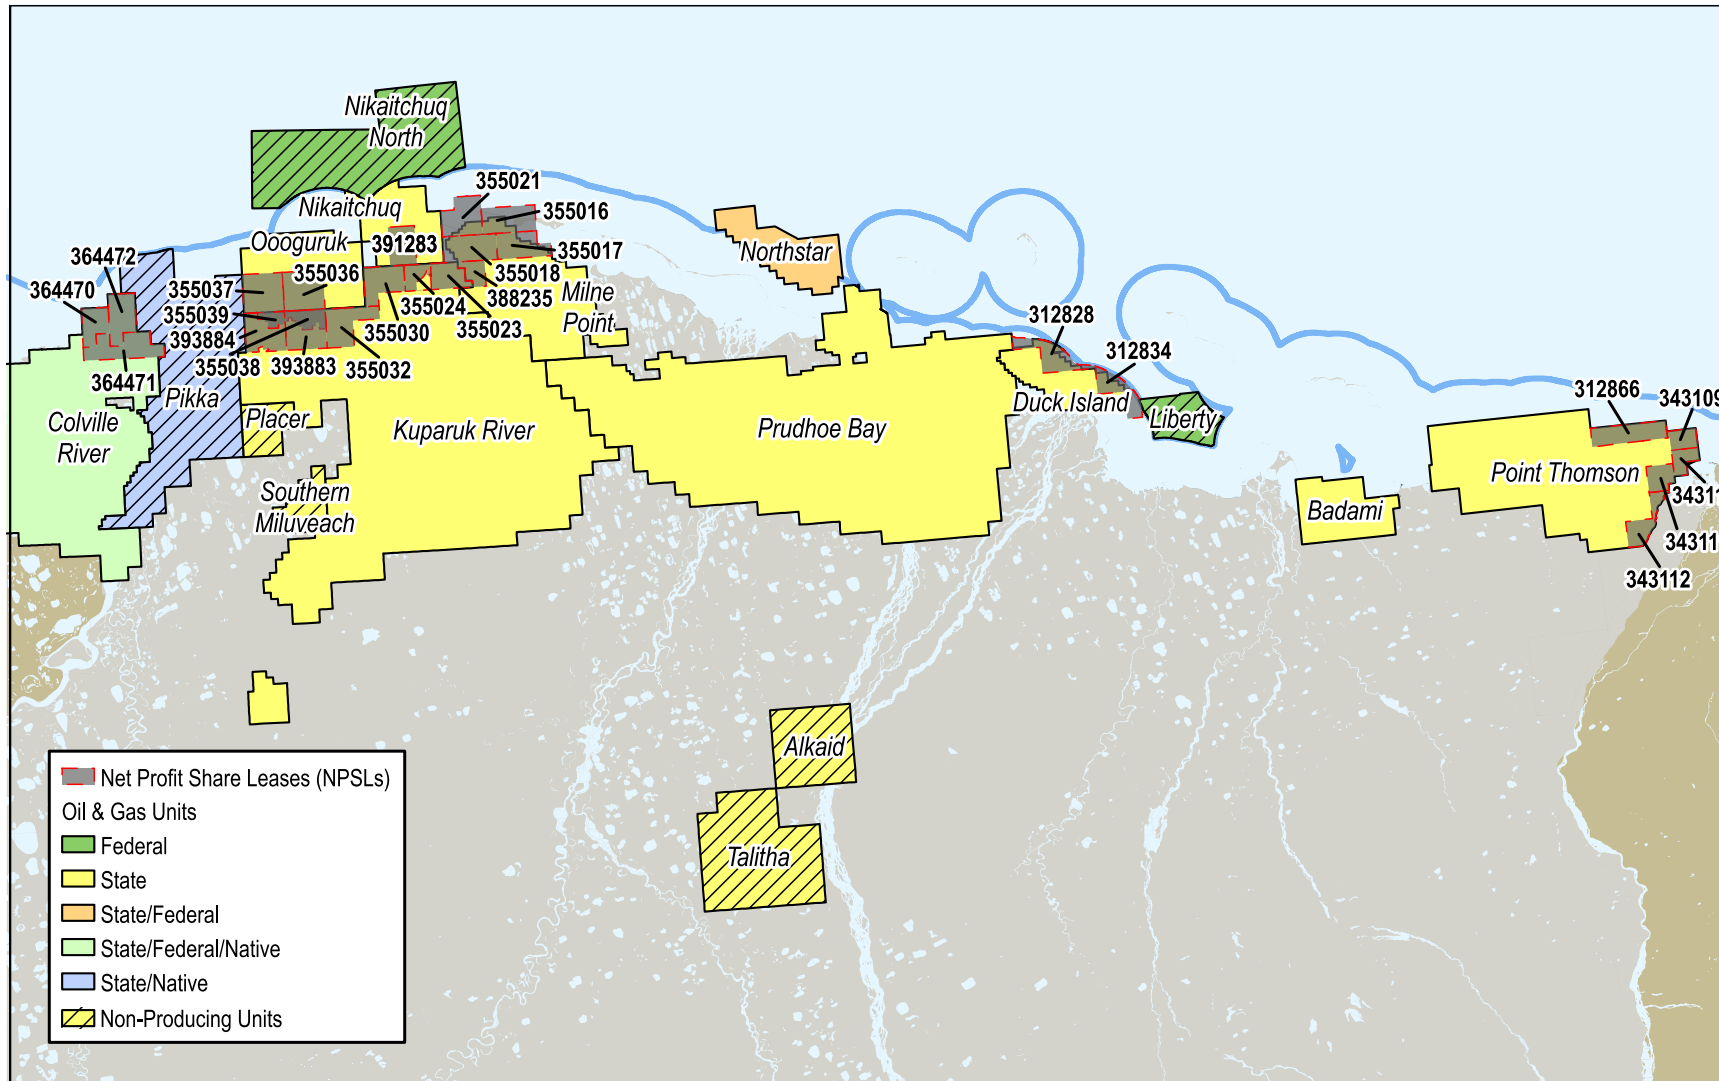 Nikaitchuq
North
355021
Nikaitchuq
355016
Oooguruk
391283
355017
364472
355036
355018
Northstar
364470
355037
388235
355024
Milne
Point
355039
355030
355023
393884
312828
355038
393883
355032
312834
364471
Pikka
312866
343109
Duck Island
Liberty
Placer
Colville
River
Kuparuk River
Prudhoe Bay
Point Thomson
34311
Southern
Miluveach
Badami
34311
343112
Alkaid
Talitha
Net Profit Share Leases (NPSLs)
Oil & Gas Units
Federal
State
State/Federal
State/Federal/Native
State/Native
Non-Producing Units